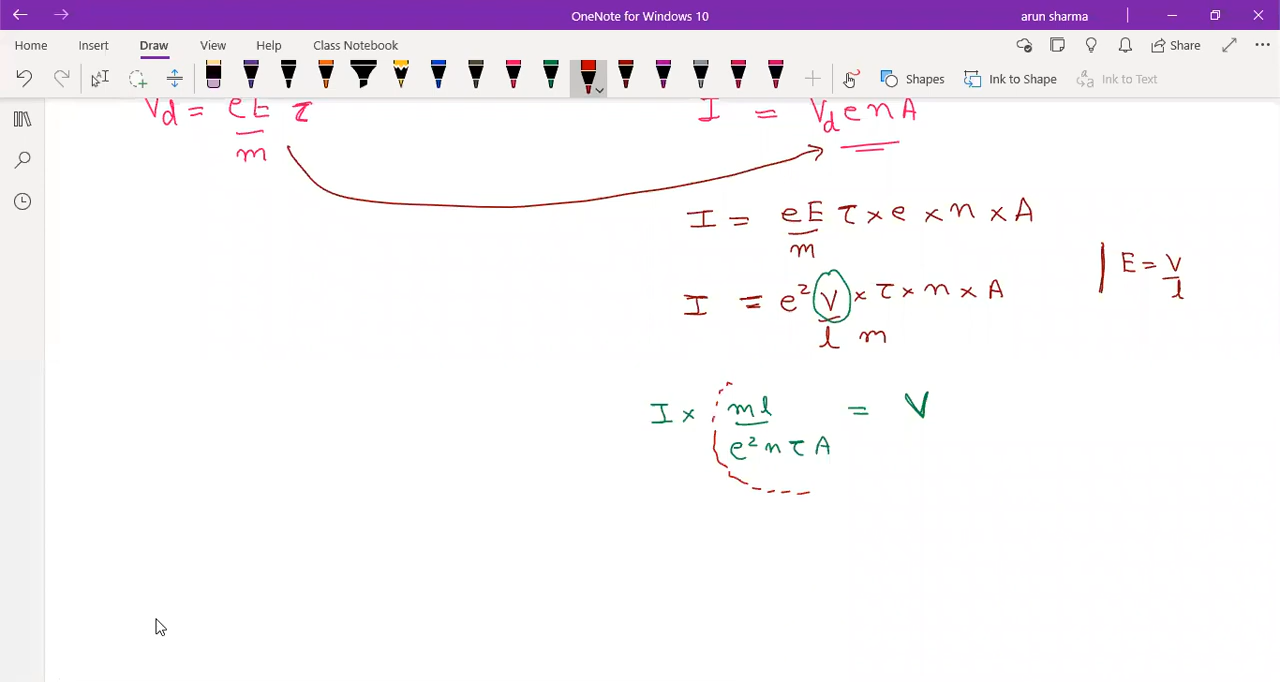 OneNote for Windows 10
arun sharma
Home Insert Draw View Help Class Notebook
Share
Shapes
Ink to Shape
Ink to Text
Vd = eE/m τ
I = Vd e n A
I = eE/m τ × e × n × A
E = V/l
I = e² V/l m × τ × n × A
I × ml/e² n τ A = V